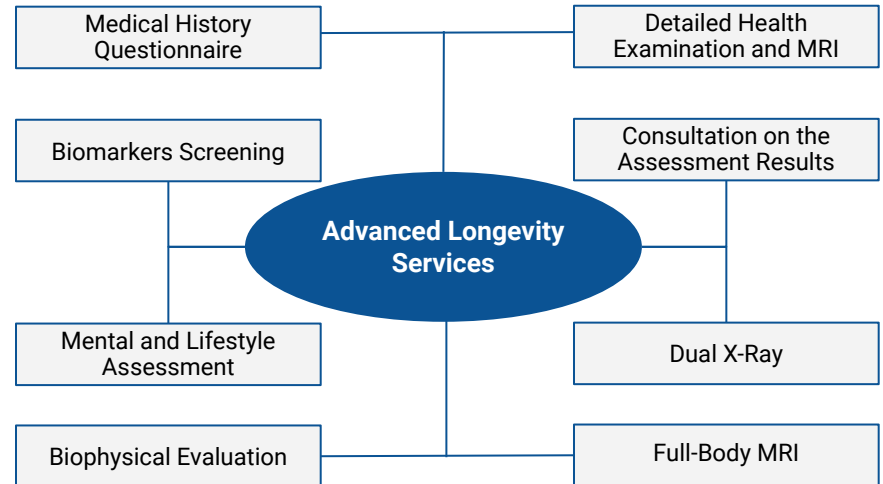 Medical History
Questionnaire
Detailed Health
Examination and MRI
Biomarkers Screening
Consultation on the
Assessment Results
Advanced Longevity
Services
Mental and Lifestyle
Assessment
Dual X-Ray
Biophysical Evaluation
Full-Body MRI